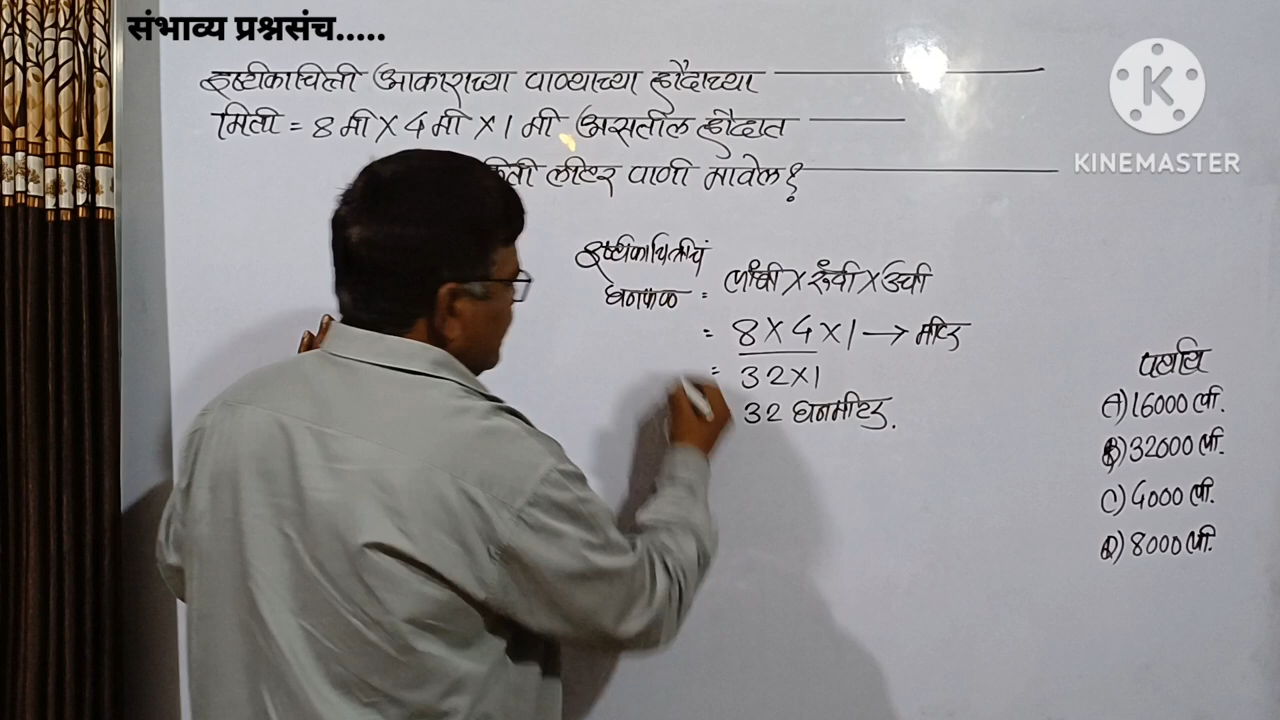 संभाव्य प्रश्नसंच.....
KINEMASTER
इष्टीकाचिती आकाराच्या पाण्याच्या हौदाच्या
मिती = 8 मी × 4 मी × 1 मी असतील हौदात
किती लीटर पाणी मावेल?
इष्टीकाचितीचं
घनफळ = लांबी × रुंदी × उंची
= 8 × 4 × 1 → मीटर
= 32 × 1
32 घनमीटर.
पर्याय
A) 16000 ली.
B) 32000 ली.
C) 4000 ली.
D) 8000 ली.